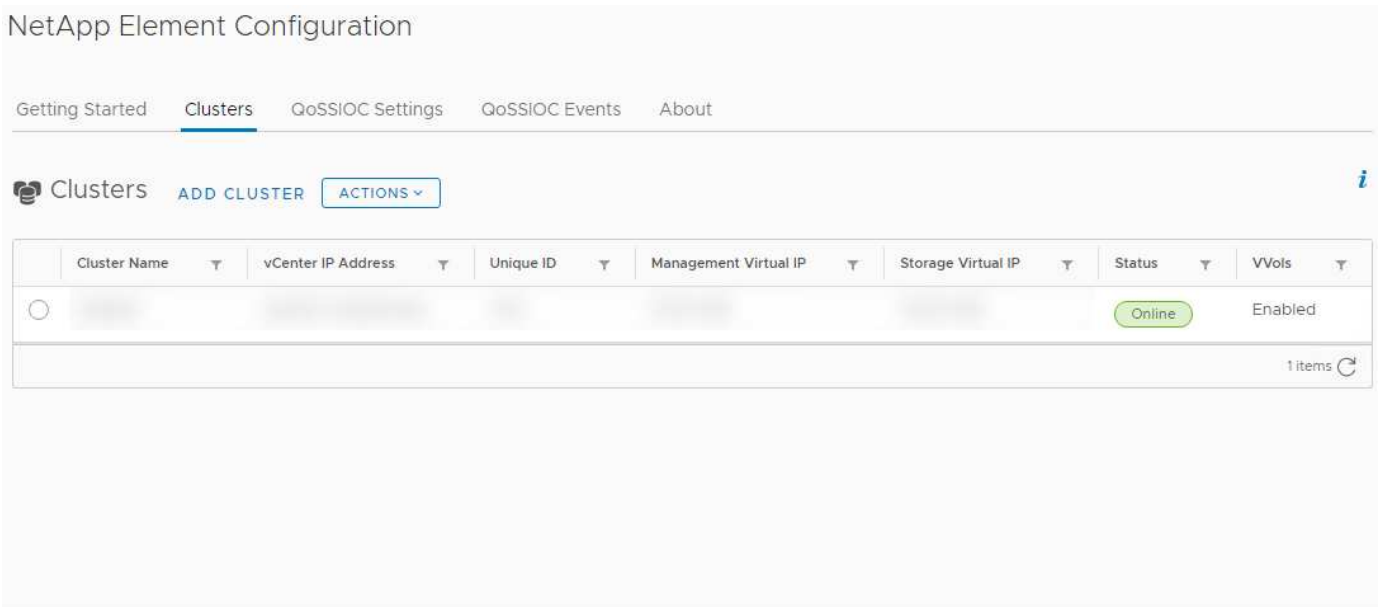 NetApp Element Configuration
Getting Started Clusters QoSSIOC Settings QoSSIOC Events About
Clusters ADD CLUSTER ACTIONS i
Cluster Name vCenter IP Address Unique ID Management Virtual IP Storage Virtual IP Status VVols
Online Enabled
1 items